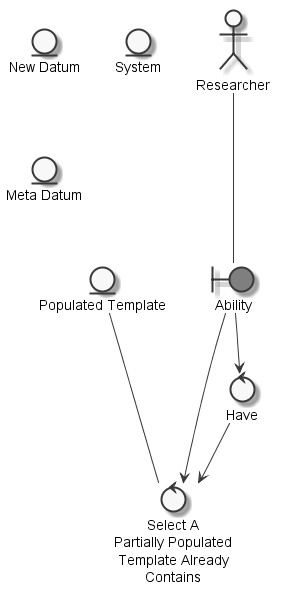 New Datum
System
Researcher
Meta Datum
Populated Template
Ability
Have
Select A
Partially Populated
Template Already
Contains